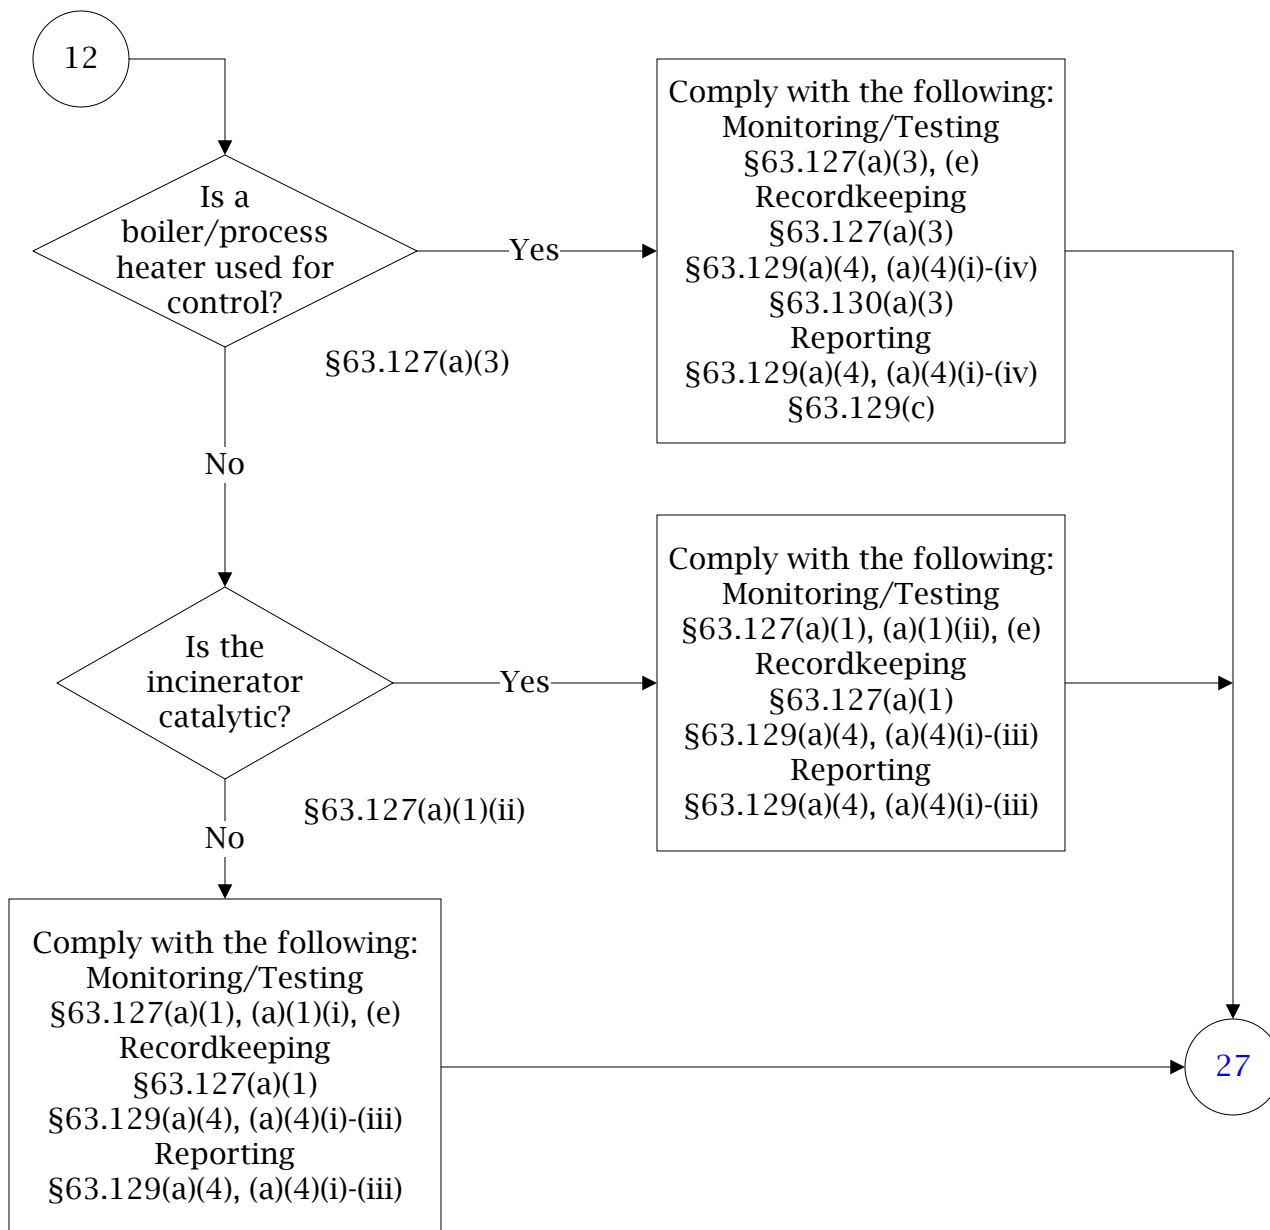 12
Is a
boiler/process
heater used for
control?
Yes
§63.127(a)(3)
No
Comply with the following:
Monitoring/Testing
§63.127(a)(3), (e)
Recordkeeping
§63.127(a)(3)
§63.129(a)(4), (a)(4)(i)-(iv)
§63.130(a)(3)
Reporting
§63.129(a)(4), (a)(4)(i)-(iv)
§63.129(c)
Is the
incinerator
catalytic?
Yes
§63.127(a)(1)(ii)
No
Comply with the following:
Monitoring/Testing
§63.127(a)(1), (a)(1)(ii), (e)
Recordkeeping
§63.127(a)(1)
§63.129(a)(4), (a)(4)(i)-(iii)
Reporting
§63.129(a)(4), (a)(4)(i)-(iii)
Comply with the following:
Monitoring/Testing
§63.127(a)(1), (a)(1)(i), (e)
Recordkeeping
§63.127(a)(1)
§63.129(a)(4), (a)(4)(i)-(iii)
Reporting
§63.129(a)(4), (a)(4)(i)-(iii)
27